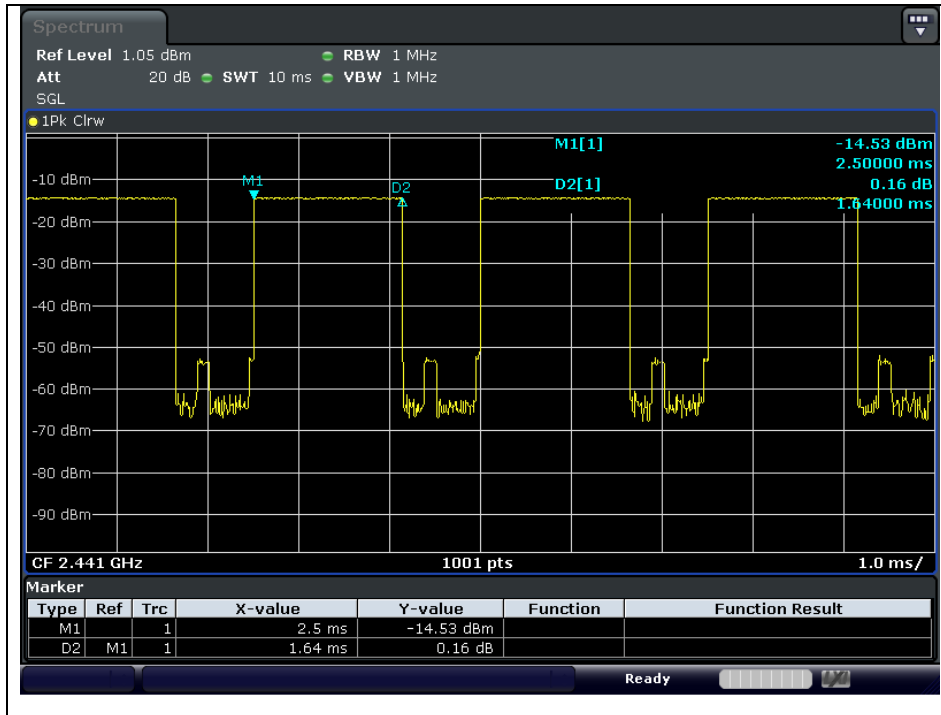 Spectrum
Ref Level 1.05 dBm RBW 1 MHz
Att 20 dB SWT 10 ms VBW 1 MHz
SGL
1Pk Clrw
M1[1] -14.53 dBm
2.50000 ms
D2[1] 0.16 dB
1.64000 ms
M1
D2
-10 dBm
-20 dBm
-30 dBm
-40 dBm
-50 dBm
-60 dBm
-70 dBm
-80 dBm
-90 dBm
CF 2.441 GHz 1001 pts 1.0 ms/
Marker
Type Ref Trc X-value Y-value Function Function Result
M1 1 2.5 ms -14.53 dBm
D2 M1 1 1.64 ms 0.16 dB
Ready